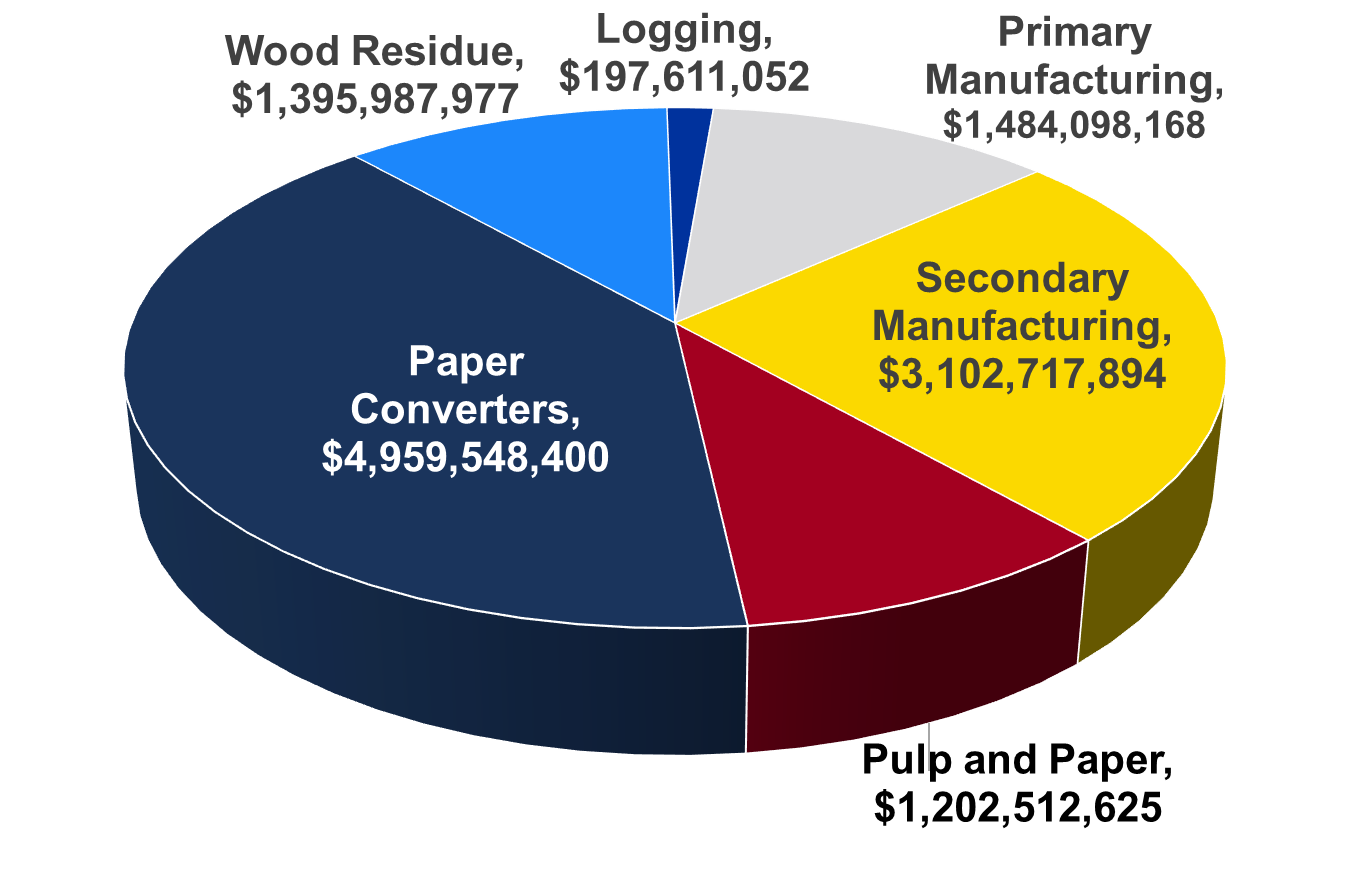 Wood Residue,
$1,395,987,977
Logging,
$197,611,052
Primary
Manufacturing,
$1,484,098,168
Secondary
Manufacturing,
$3,102,717,894
Paper
Converters,
$4,959,548,400
Pulp and Paper,
$1,202,512,625